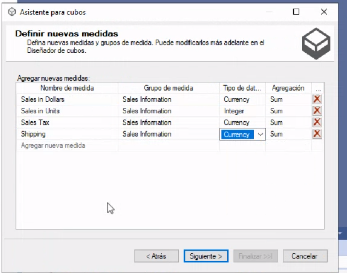 Asistente para cubos
Definir nuevas medidas
Defina nuevas medidas y grupos de medida. Puede modificarlos más adelante en el
Diseñador de cubos.
Agregar nuevas medidas:
Nombre de medida Grupo de medida Tipo de dat... Agregación ...
Sales in Dollars Sales Information Currency Sum
Sales in Units Sales Information Integer Sum
Sales Tax Sales Information Currency Sum
Shipping Sales Information Currency Sum
Agregar nueva medida
< Atrás Siguiente > Finalizar >>| Cancelar